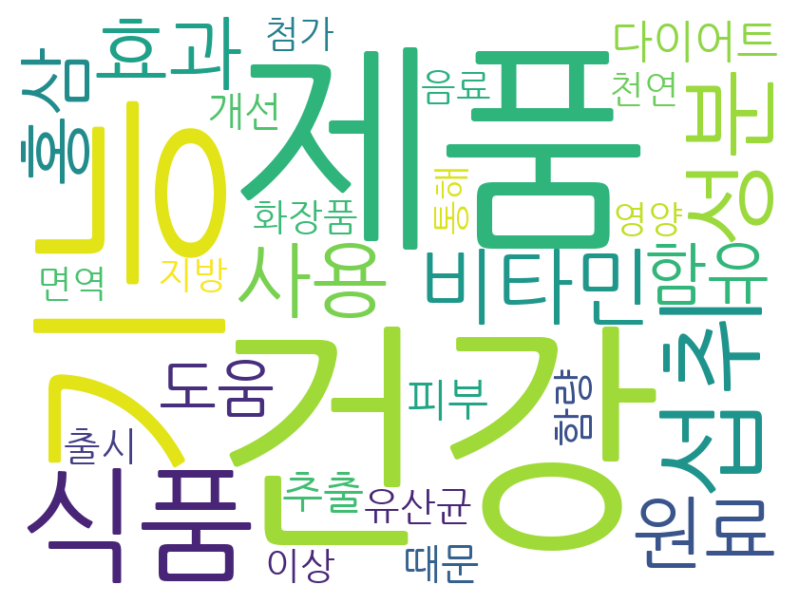 첨가
다이어트
효과
홍삼
제품
음료
천연
개선
성분
기능
화장품
통해
영양
면역
지방
사용
비타민
함유
섭취
건강
도움
피부
함량
출시
식품
추출
유산균
원료
이상
때문